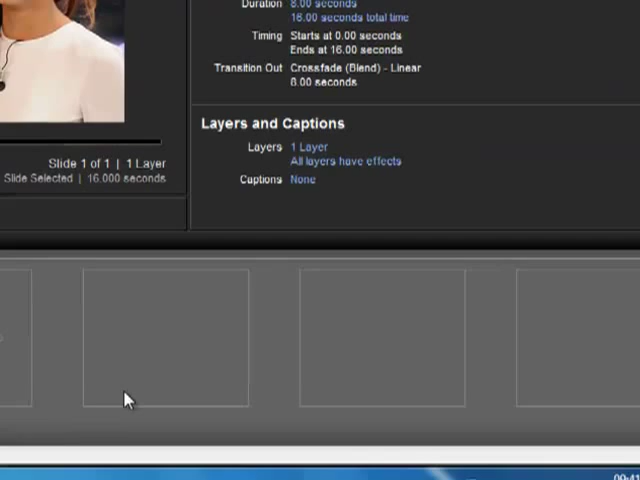 Duration 8.00 seconds
16.00 seconds total time
Timing Starts at 0.00 seconds
Ends at 16.00 seconds
Transition Out Crossfade (Blend) - Linear
8.00 seconds
Layers and Captions
Layers 1 Layer
All layers have effects
Captions None
Slide 1 of 1 | 1 Layer
Slide Selected | 16.000 seconds
09:41